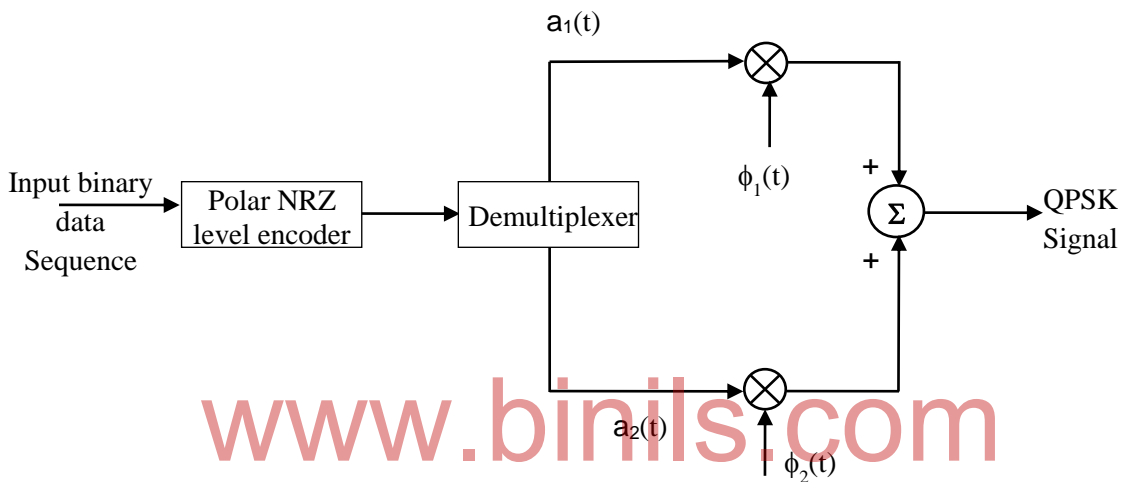 a₁(t)
ϕ₁(t)
Input binary
data
Sequence
Polar NRZ
level encoder
Demultiplexer
+
Σ
+
QPSK
Signal
www.binils.com
a₂(t)
ϕ₂(t)